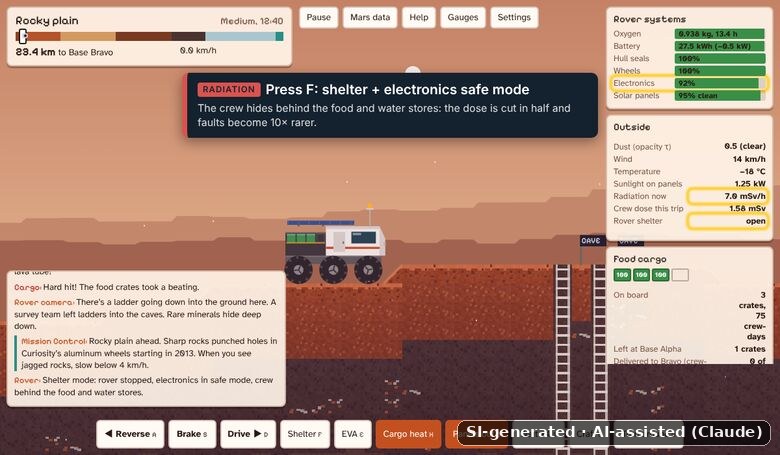 Rocky plain
Medium, 12:40
23.4 km to Base Bravo
0.0 km/h
Pause
Mars data
Help
Gauges
Settings
RADIATION Press F: shelter + electronics safe mode
The crew hides behind the food and water stores: the dose is cut in half and
faults become 10× rarer.
Rover systems
Oxygen 0.938 kg, 13.4 h
Battery 27.5 kWh (−0.5 kW)
Hull seals 100%
Wheels 100%
Electronics 92%
Solar panels 95% clean
Outside
Dust (opacity τ) 0.5 (clear)
Wind 14 km/h
Temperature −18 °C
Sunlight on panels 1.25 kW
Radiation now 7.0 mSv/h
Crew dose this trip 1.58 mSv
Rover shelter open
DAVE
CAVE
Food cargo
100 100 100
On board 3
crates,
75
crew-
days
Left at Base Alpha 1 crates
Delivered to Bravo (crew- 0 of
lava tube.
Cargo: Hard hit! The food crates took a beating.
Rover camera: There's a ladder going down into the ground here. A
survey team left ladders into the caves. Rare minerals hide deep
down.
Mission Control: Rocky plain ahead. Sharp rocks punched holes in
Curiosity's aluminum wheels starting in 2013. When you see
jagged rocks, slow below 4 km/h.
Rover: Shelter mode: rover stopped, electronics in safe mode, crew
behind the food and water stores.
◀ Reverse A
Brake S
Drive ▶ D
Shelter F
EVA E
Cargo heat H
SI-generated · AI-assisted (Claude)